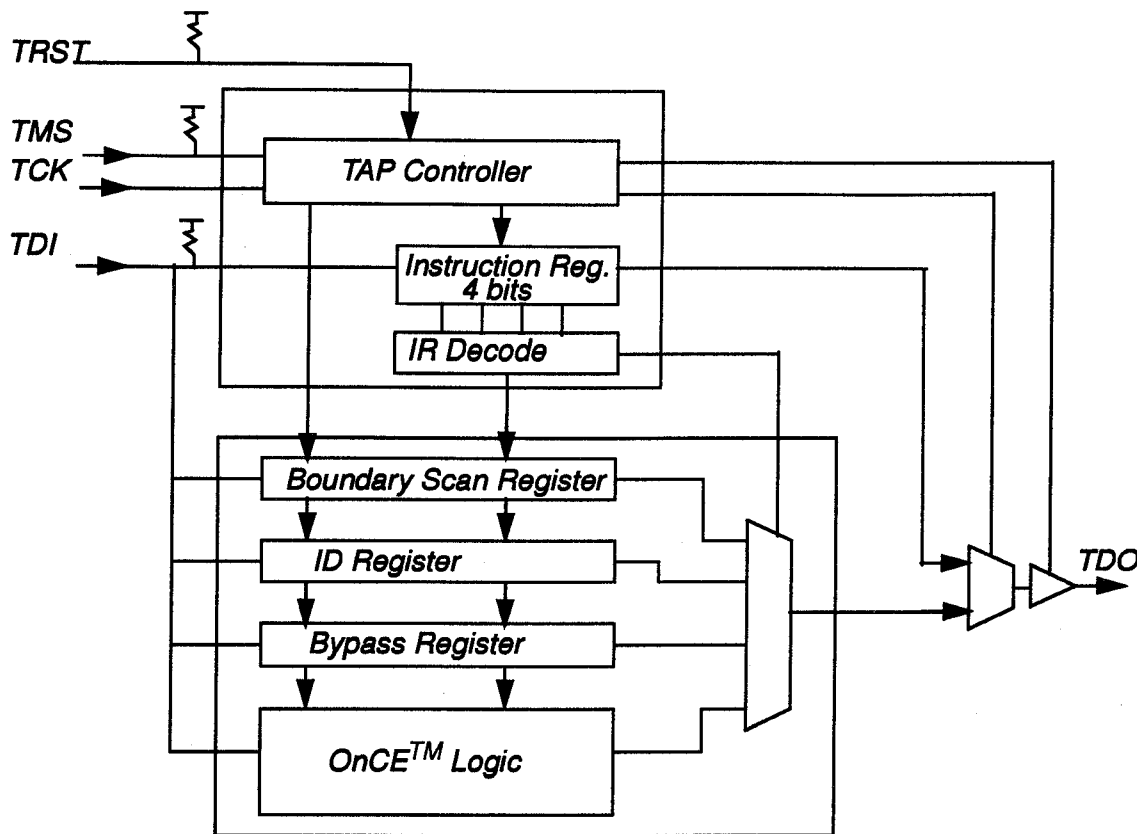 TRST
TMS
TCK
TAP Controller
TDI
Instruction Reg.
4 bits
IR Decode
Boundary Scan Register
ID Register
TDO
Bypass Register
OnCE™ Logic